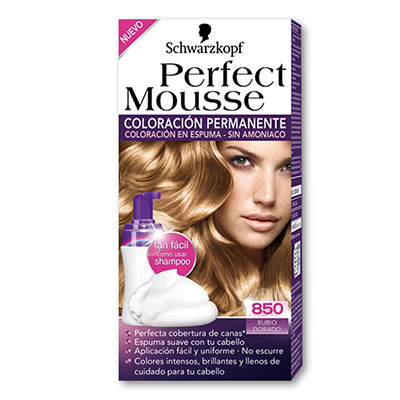 NUEVO
Schwarzkopf
Perfect
Mousse
COLORACIÓN PERMANENTE
COLORACIÓN EN ESPUMA - SIN AMONIACO
tan fácil
como usar
shampoo
850
RUBIO
DORADO
• Perfecta cobertura de canas*
• Espuma suave con tu cabello
• Aplicación fácil y uniforme - No escurre
• Colores intensos, brillantes y llenos de
cuidado para tu cabello